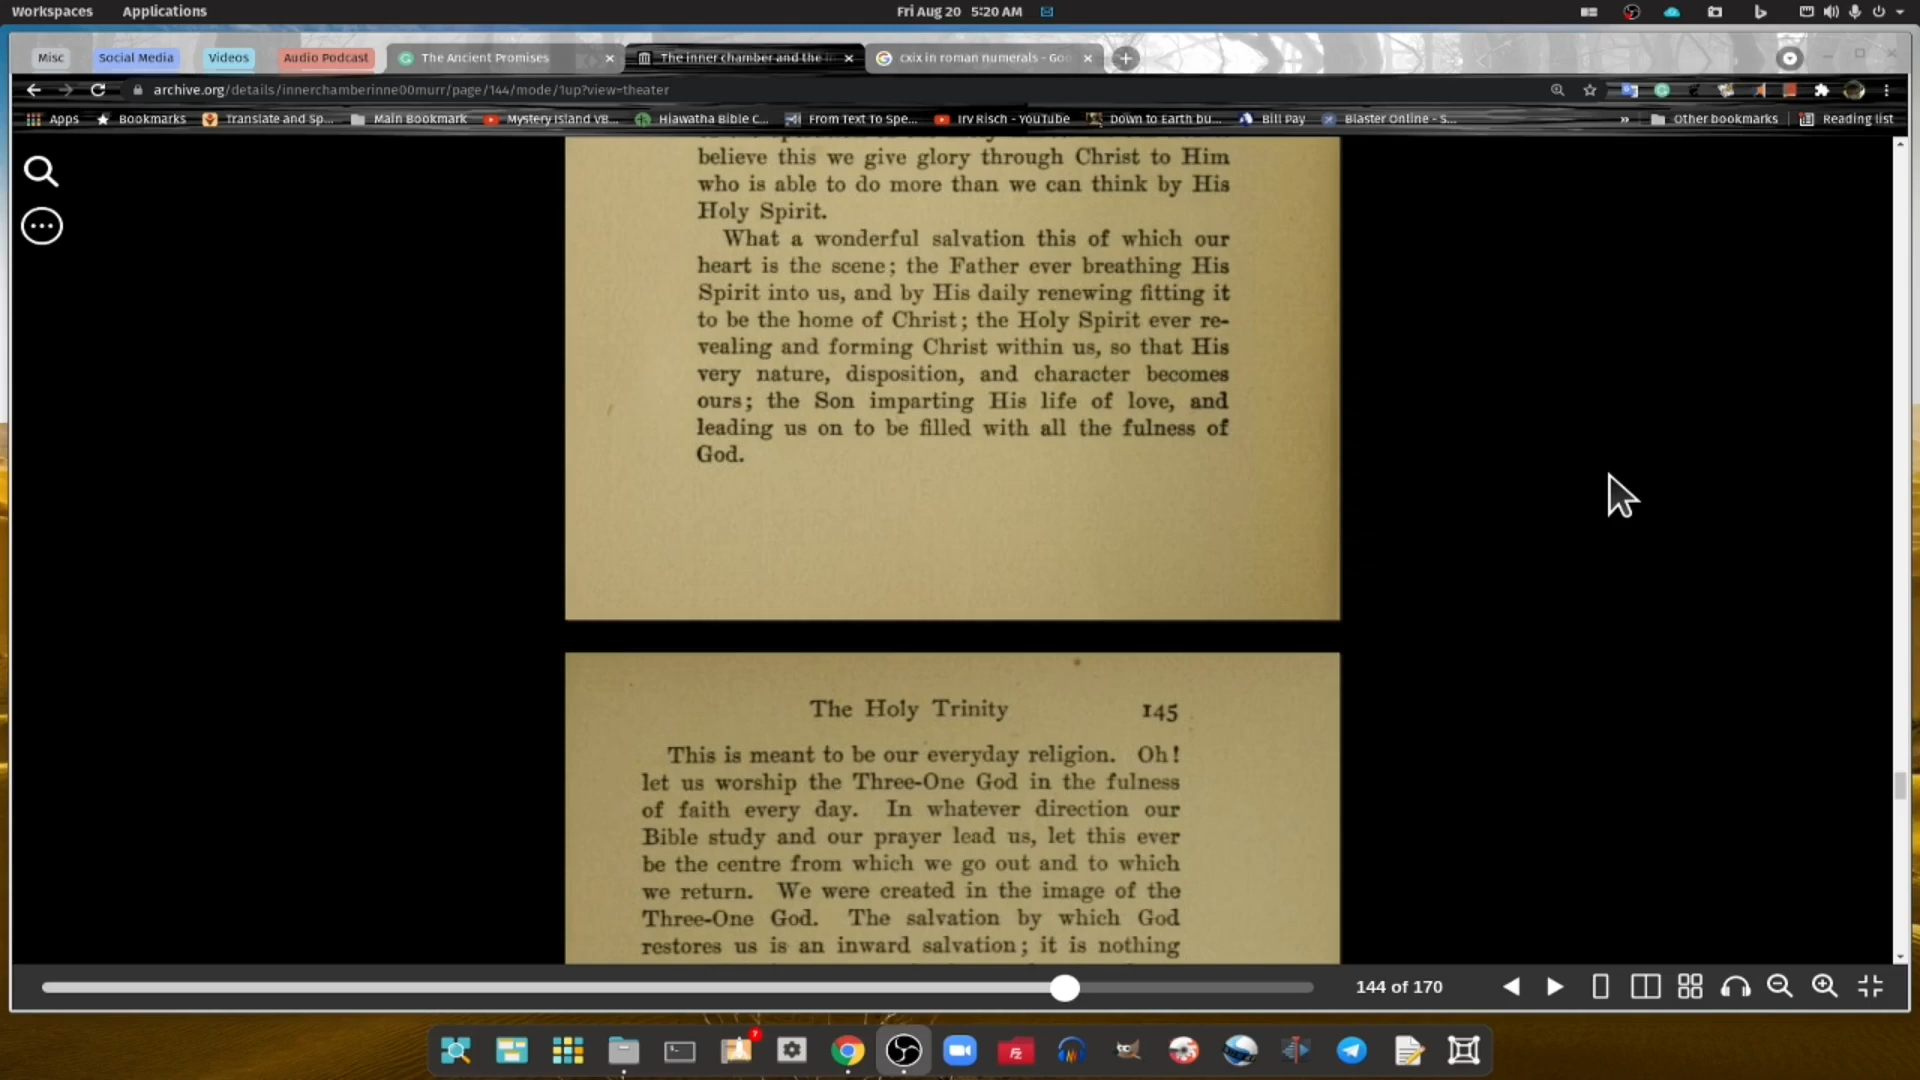 Workspaces Applications Fri Aug 20 5:20 AM
Misc Social Media Videos Audio Podcast The Ancient Promises The inner chamber and the cxix in roman numerals - Goo
archive.org/details/innerchamberinne00murr/page/144/mode/1up?view=theater
Apps Bookmarks Translate and Sp... Main Bookmark Mystery Island VB... Hiawatha Bible C... From Text To Spe... Irv Risch - YouTube Down to Earth bu... Bill Pay Blaster Online - S... » Other bookmarks Reading list
believe this we give glory through Christ to Him
who is able to do more than we can think by His
Holy Spirit.
What a wonderful salvation this of which our
heart is the scene; the Father ever breathing His
Spirit into us, and by His daily renewing fitting it
to be the home of Christ; the Holy Spirit ever re-
vealing and forming Christ within us, so that His
very nature, disposition, and character becomes
ours; the Son imparting His life of love, and
leading us on to be filled with all the fulness of
God.
The Holy Trinity 145
This is meant to be our everyday religion. Oh!
let us worship the Three-One God in the fulness
of faith every day. In whatever direction our
Bible study and our prayer lead us, let this ever
be the centre from which we go out and to which
we return. We were created in the image of the
Three-One God. The salvation by which God
restores us is an inward salvation; it is nothing
144 of 170
7
FZ